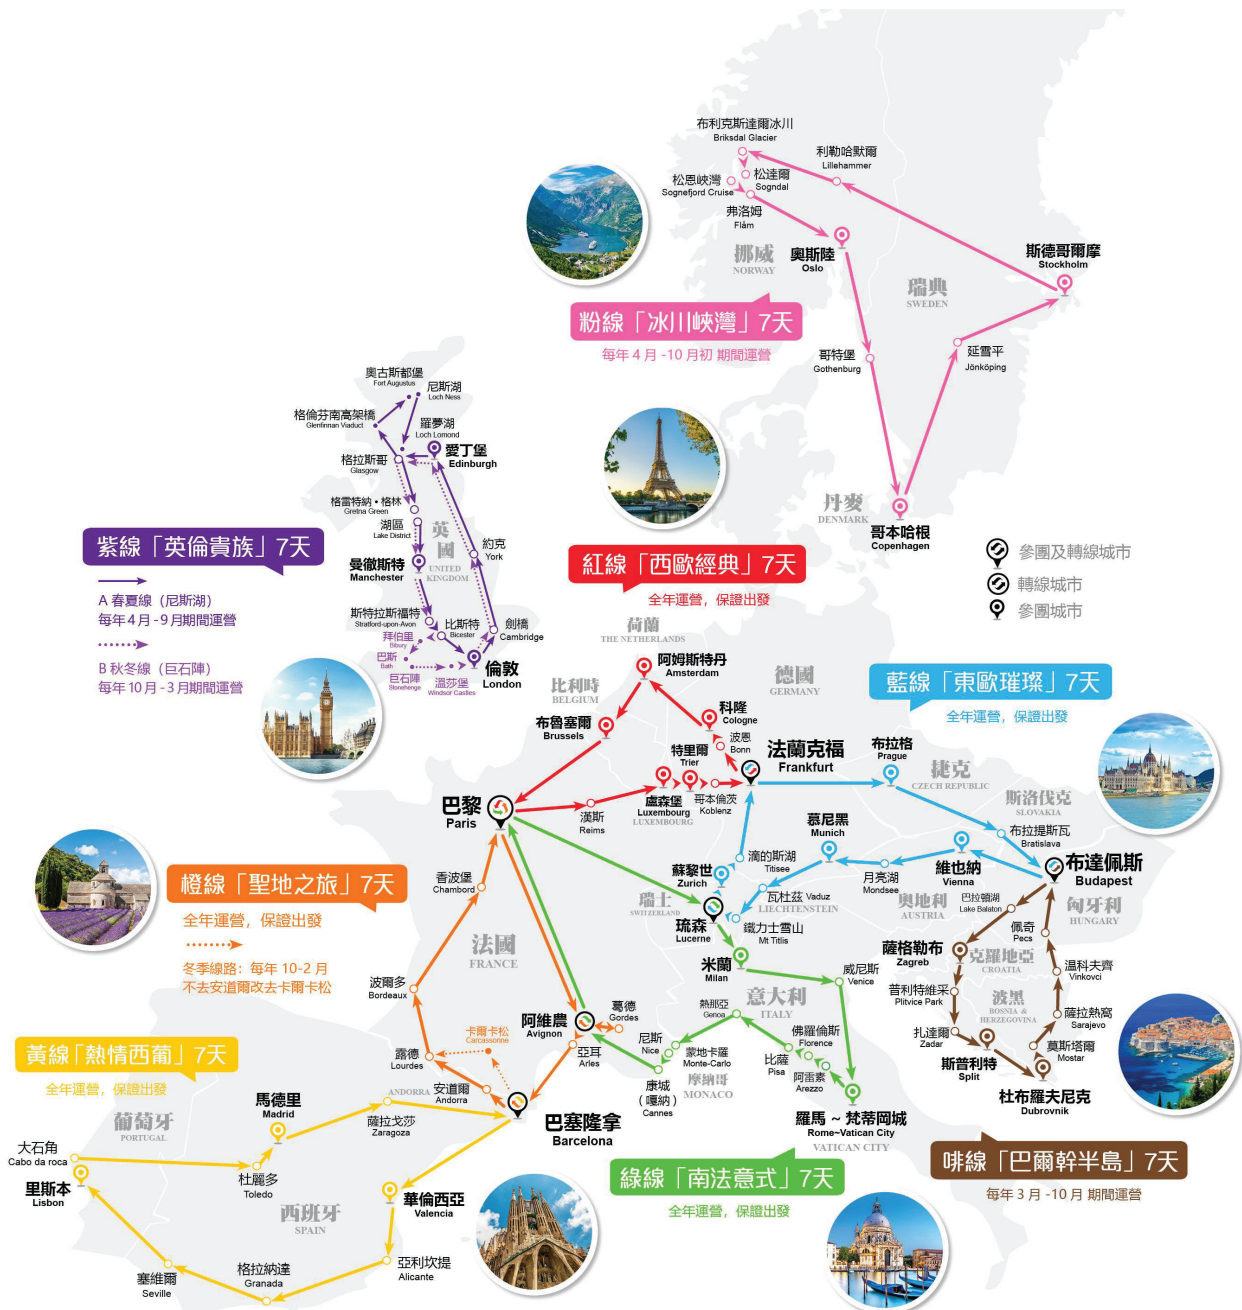 布利克斯達爾冰川
Briksdal Glacier
利勒哈默爾
Lillehammer
松恩峽灣
Sognefjord Cruise
松達爾
Sogndal
弗洛姆
Flåm
挪威
NORWAY
奧斯陸
Oslo
瑞典
SWEDEN
斯德哥爾摩
Stockholm
粉線「冰川峽灣」7天
每年 4 月 -10 月初 期間運營
哥特堡
Gothenburg
延雪平
Jönköping
丹麥
DENMARK
哥本哈根
Copenhagen
參團及轉線城市
轉線城市
參團城市
奧古斯都堡
Fort Augustus
尼斯湖
Loch Ness
格倫芬南高架橋
Glenfinnan Viaduct
羅夢湖
Loch Lomond
愛丁堡
Edinburgh
格拉斯哥
Glasgow
格雷特納・格林
Gretna Green
湖區
Lake District
英國
UNITED
KINGDOM
約克
York
曼徹斯特
Manchester
斯特拉斯福特
Stratford-upon-Avon
比斯特
Bicester
劍橋
Cambridge
拜伯里
Bibury
巴斯
Bath
巨石陣
Stonehenge
溫莎堡
Windsor Castles
倫敦
London
紫線「英倫貴族」7天
A 春夏線（尼斯湖）
每年 4月 - 9月期間運營
B 秋冬線（巨石陣）
每年 10月 - 3月期間運營
紅線「西歐經典」7天
全年運營，保證出發
荷蘭
THE NETHERLANDS
阿姆斯特丹
Amsterdam
比利時
BELGIUM
布魯塞爾
Brussels
德國
GERMANY
科隆
Cologne
波恩
Bonn
特里爾
Trier
盧森堡
Luxembourg
LUXEMBOURG
哥本倫茨
Koblenz
法蘭克福
Frankfurt
巴黎
Paris
漢斯
Reims
藍線「東歐璀璨」7天
全年運營，保證出發
布拉格
Prague
捷克
CZECH REPUBLIC
斯洛伐克
SLOVAKIA
布拉提斯瓦
Bratislava
慕尼黑
Munich
維也納
Vienna
布達佩斯
Budapest
蘇黎世
Zurich
滴的斯湖
Titisee
瓦杜茲 Vaduz
LIECHTENSTEIN
月亮湖
Mondsee
奧地利
AUSTRIA
匈牙利
HUNGARY
瑞士
SWITZERLAND
琉森
Lucerne
鐵力士雪山
Mt Titlis
橙線「聖地之旅」7天
全年運營，保證出發
冬季線路：每年 10-2 月
不去安道爾改去卡爾卡松
香波堡
Chambord
法國
FRANCE
波爾多
Bordeaux
露德
Lourdes
卡爾卡松
Carcassonne
阿維農
Avignon
葛德
Gordes
亞耳
Arles
ANDORRA
安道爾
Andorra
巴塞隆拿
Barcelona
米蘭
Milan
威尼斯
Venice
意大利
ITALY
熱那亞
Genoa
尼斯
Nice
蒙地卡羅
Monte-Carlo
摩納哥
MONACO
康城
（嘎納）
Cannes
佛羅倫斯
Florence
比薩
Pisa
阿雷素
Arezzo
羅馬 ~ 梵蒂岡城
Rome~Vatican City
VATICAN CITY
綠線「南法意式」7天
全年運營，保證出發
巴拉頓湖
Lake Balaton
佩奇
Pecs
薩格勒布
Zagreb
克羅地亞
CROATIA
溫科夫齊
Vinkovci
普利特維采
Plitvice Park
波黑
BOSNIA &
HERZEGOVINA
薩拉熱窩
Sarajevo
扎達爾
Zadar
斯普利特
Split
莫斯塔爾
Mostar
杜布羅夫尼克
Dubrovnik
啡線「巴爾幹半島」7天
每年 3 月 -10 月 期間運營
黃線「熱情西葡」7天
全年運營，保證出發
葡萄牙
PORTUGAL
大石角
Cabo da roca
里斯本
Lisbon
馬德里
Madrid
杜麗多
Toledo
薩拉戈莎
Zaragoza
西班牙
SPAIN
華倫西亞
Valencia
亞利坎提
Alicante
格拉納達
Granada
塞維爾
Seville